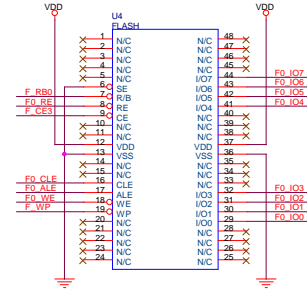 VDD VDD
U4
FLASH
1 N/C N/C 48
2 N/C N/C 47
3 N/C N/C 46
4 N/C N/C 45
5 N/C I/O7 44 F0_IO7
6 SE I/O6 43 F0_IO6
F_RB0 7 R/B I/O5 42 F0_IO5
F0_RE 8 RE I/O4 41 F0_IO4
F_CE3 9 CE N/C 40
10 N/C N/C 39
11 N/C N/C 38
12 VDD VDD 37
13 VSS VSS 36
14 N/C N/C 35
15 N/C N/C 34
F0_CLE 16 CLE N/C 33
F0_ALE 17 ALE I/O3 32 F0_IO3
F0_WE 18 WE I/O2 31 F0_IO2
F_WP 19 WP I/O1 30 F0_IO1
20 N/C I/O0 29 F0_IO0
21 N/C N/C 28
22 N/C N/C 27
23 N/C N/C 26
24 N/C N/C 25